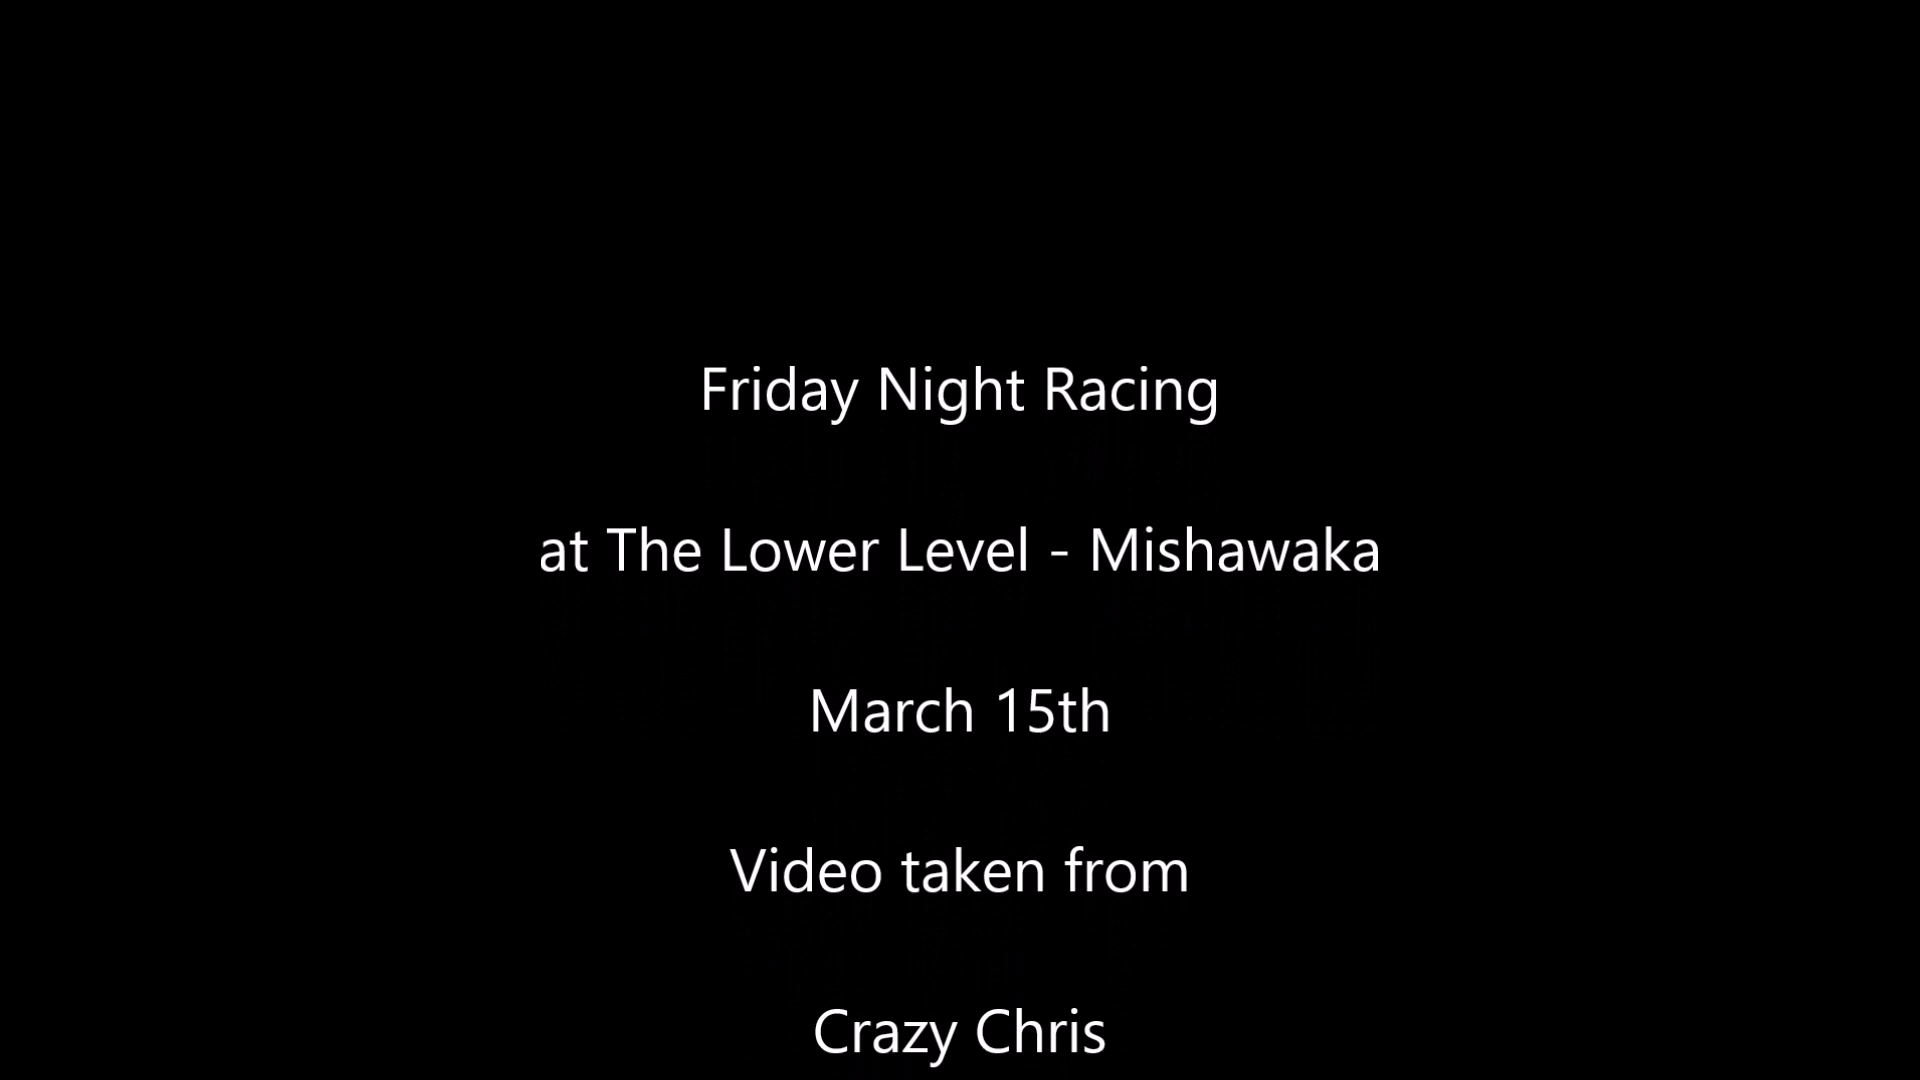 Friday Night Racing
at The Lower Level - Mishawaka
March 15th
Video taken from
Crazy Chris